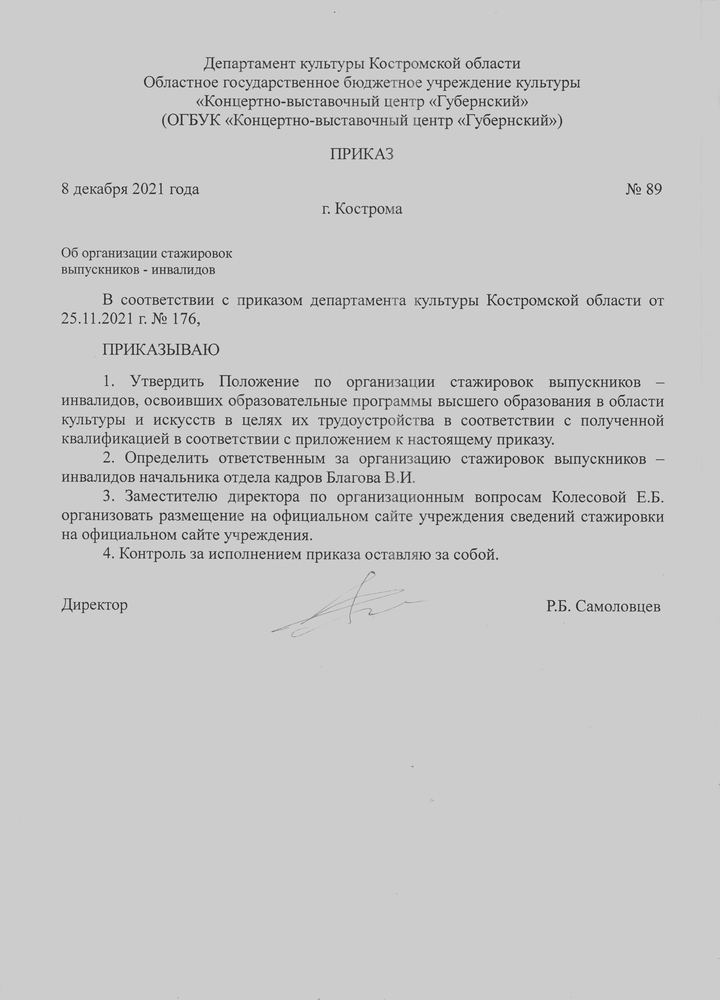 Департамент культуры Костромской области
Областное государственное бюджетное учреждение культуры
«Концертно-выставочный центр «Губернский»
(ОГБУК «Концертно-выставочный центр «Губернский»)
ПРИКАЗ
8 декабря 2021 года № 89
г. Кострома
Об организации стажировок
выпускников - инвалидов
В соответствии с приказом департамента культуры Костромской области от
25.11.2021 г. № 176,
ПРИКАЗЫВАЮ
1. Утвердить Положение по организации стажировок выпускников –
инвалидов, освоивших образовательные программы высшего образования в области
культуры и искусств в целях их трудоустройства в соответствии с полученной
квалификацией в соответствии с приложением к настоящему приказу.
2. Определить ответственным за организацию стажировок выпускников –
инвалидов начальника отдела кадров Благова В.И.
3. Заместителю директора по организационным вопросам Колесовой Е.Б.
организовать размещение на официальном сайте учреждения сведений стажировки
на официальном сайте учреждения.
4. Контроль за исполнением приказа оставляю за собой.
Директор Р.Б. Самоловцев